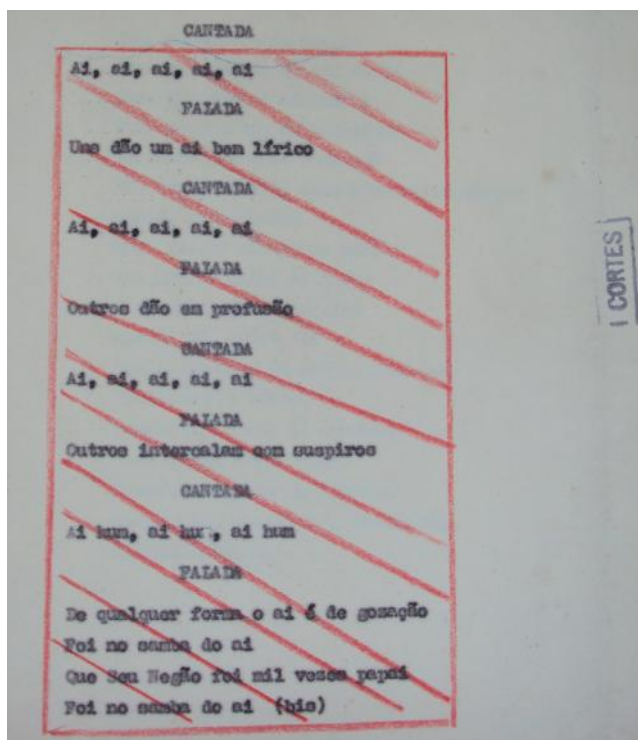 CANTADA
Ai, ai, ai, ai, ai
FALADA
Uns dão um ai bem lírico
CANTADA
Ai, ai, ai, ai, ai
FALADA
Outros dão em profusão
CANTADA
Ai, ai, ai, ai, ai
FALADA
Outros intercalam com suspiros
CANTADA
Ai hum, ai hum, ai hum
FALADA
De qualquer forma o ai é de gozação
Foi no samba do ai
Que Seu Negão foi mil vezes papai
Foi no samba do ai (bis)
CORTES